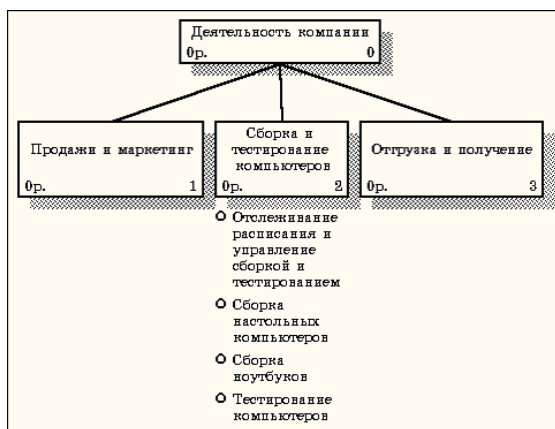 Деятельность компании
0р. 0
Продажи и маркетинг
0р. 1
Сборка и
тестирование
компьютеров
0р. 2
Отгрузка и получение
0р. 3
Отслеживание
расписания и
управление
сборкой и
тестированием
Сборка
настольных
компьютеров
Сборка
ноутбуков
Тестирование
компьютеров